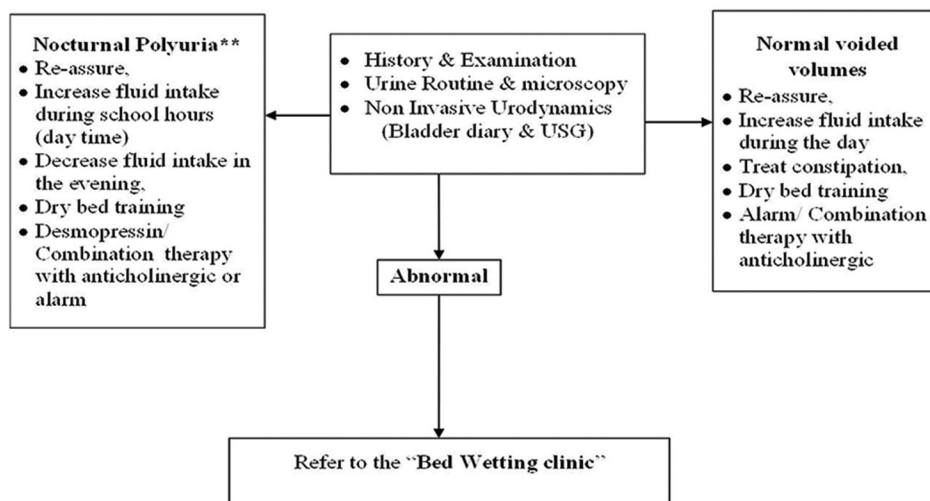 Nocturnal Polyuria**
● Re-assure,
● Increase fluid intake
during school hours
(day time)
● Decrease fluid intake in
the evening,
● Dry bed training
● Desmopressin/
Combination therapy
with anticholinergic or
alarm
● History & Examination
● Urine Routine & microscopy
● Non Invasive Urodynamics
(Bladder diary & USG)
Normal voided
volumes
● Re-assure,
● Increase fluid intake
during the day
● Treat constipation,
● Dry bed training
● Alarm/ Combination
therapy with
anticholinergic
Abnormal
Refer to the “Bed Wetting clinic”